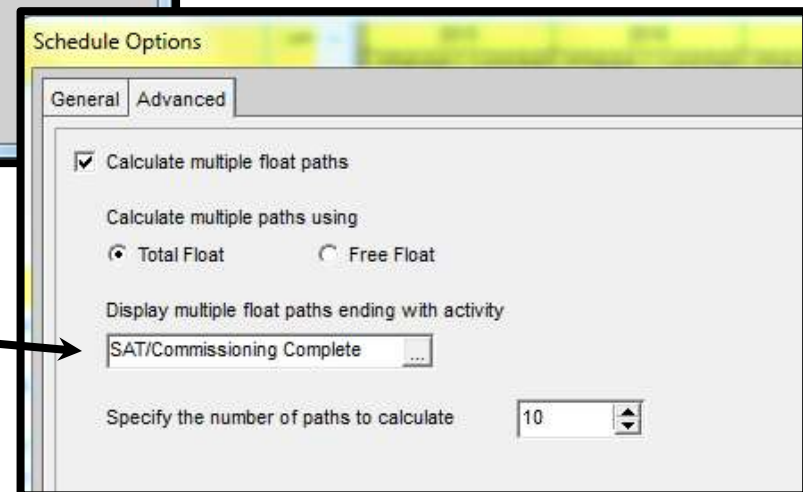 Schedule Options
General Advanced
Calculate multiple float paths
Calculate multiple paths using
Total Float Free Float
Display multiple float paths ending with activity
SAT/Commissioning Complete ...
Specify the number of paths to calculate 10